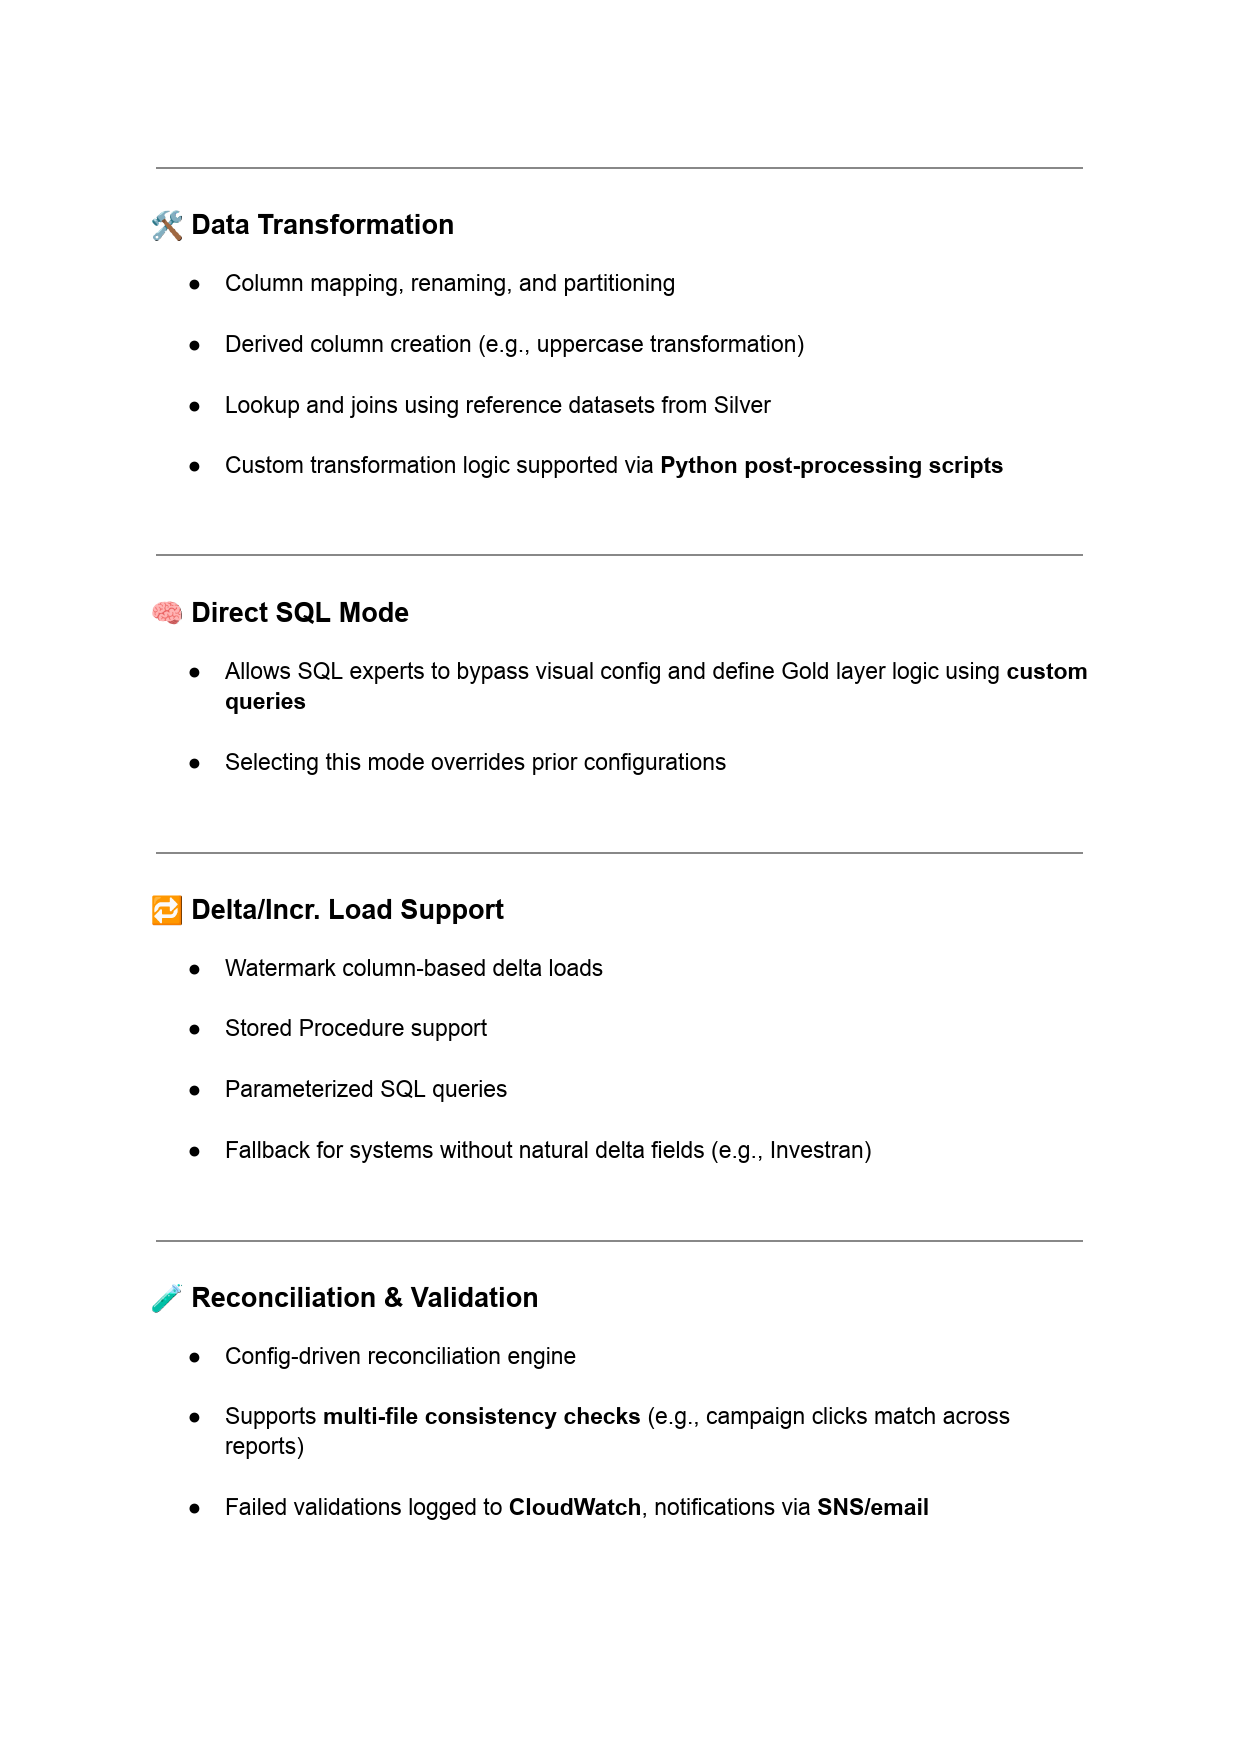 🛠️ Data Transformation
● Column mapping, renaming, and partitioning
● Derived column creation (e.g., uppercase transformation)
● Lookup and joins using reference datasets from Silver
● Custom transformation logic supported via Python post-processing scripts
🧠 Direct SQL Mode
● Allows SQL experts to bypass visual config and define Gold layer logic using custom
queries
● Selecting this mode overrides prior configurations
🔁 Delta/Incr. Load Support
● Watermark column-based delta loads
● Stored Procedure support
● Parameterized SQL queries
● Fallback for systems without natural delta fields (e.g., Investran)
🧪 Reconciliation & Validation
● Config-driven reconciliation engine
● Supports multi-file consistency checks (e.g., campaign clicks match across
reports)
● Failed validations logged to CloudWatch, notifications via SNS/email